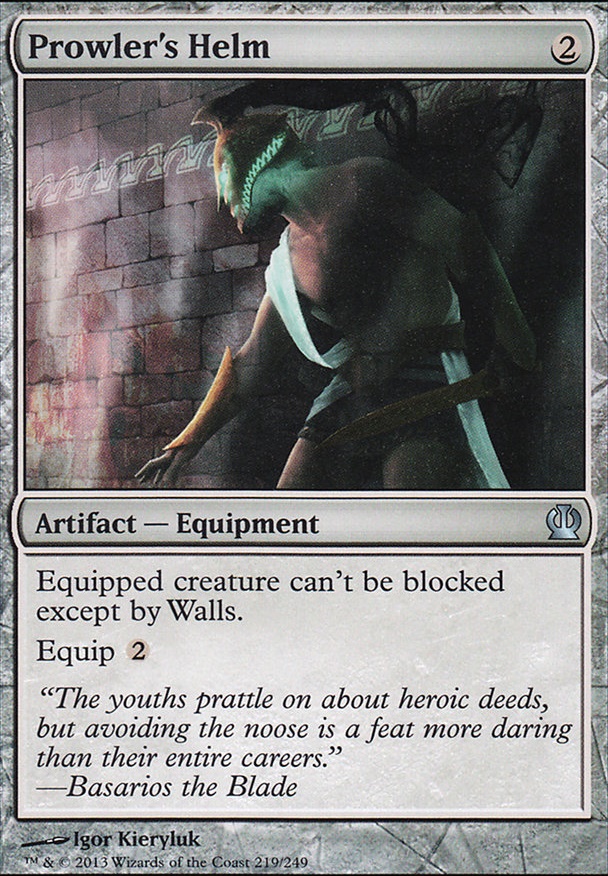 Prowler's Helm 2
Artifact — Equipment
Equipped creature can't be blocked
except by Walls.
Equip 2
“The youths prattle on about heroic deeds,
but avoiding the noose is a feat more daring
than their entire careers.”
—Basarios the Blade
Igor Kieryluk
™ & © 2013 Wizards of the Coast 219/249